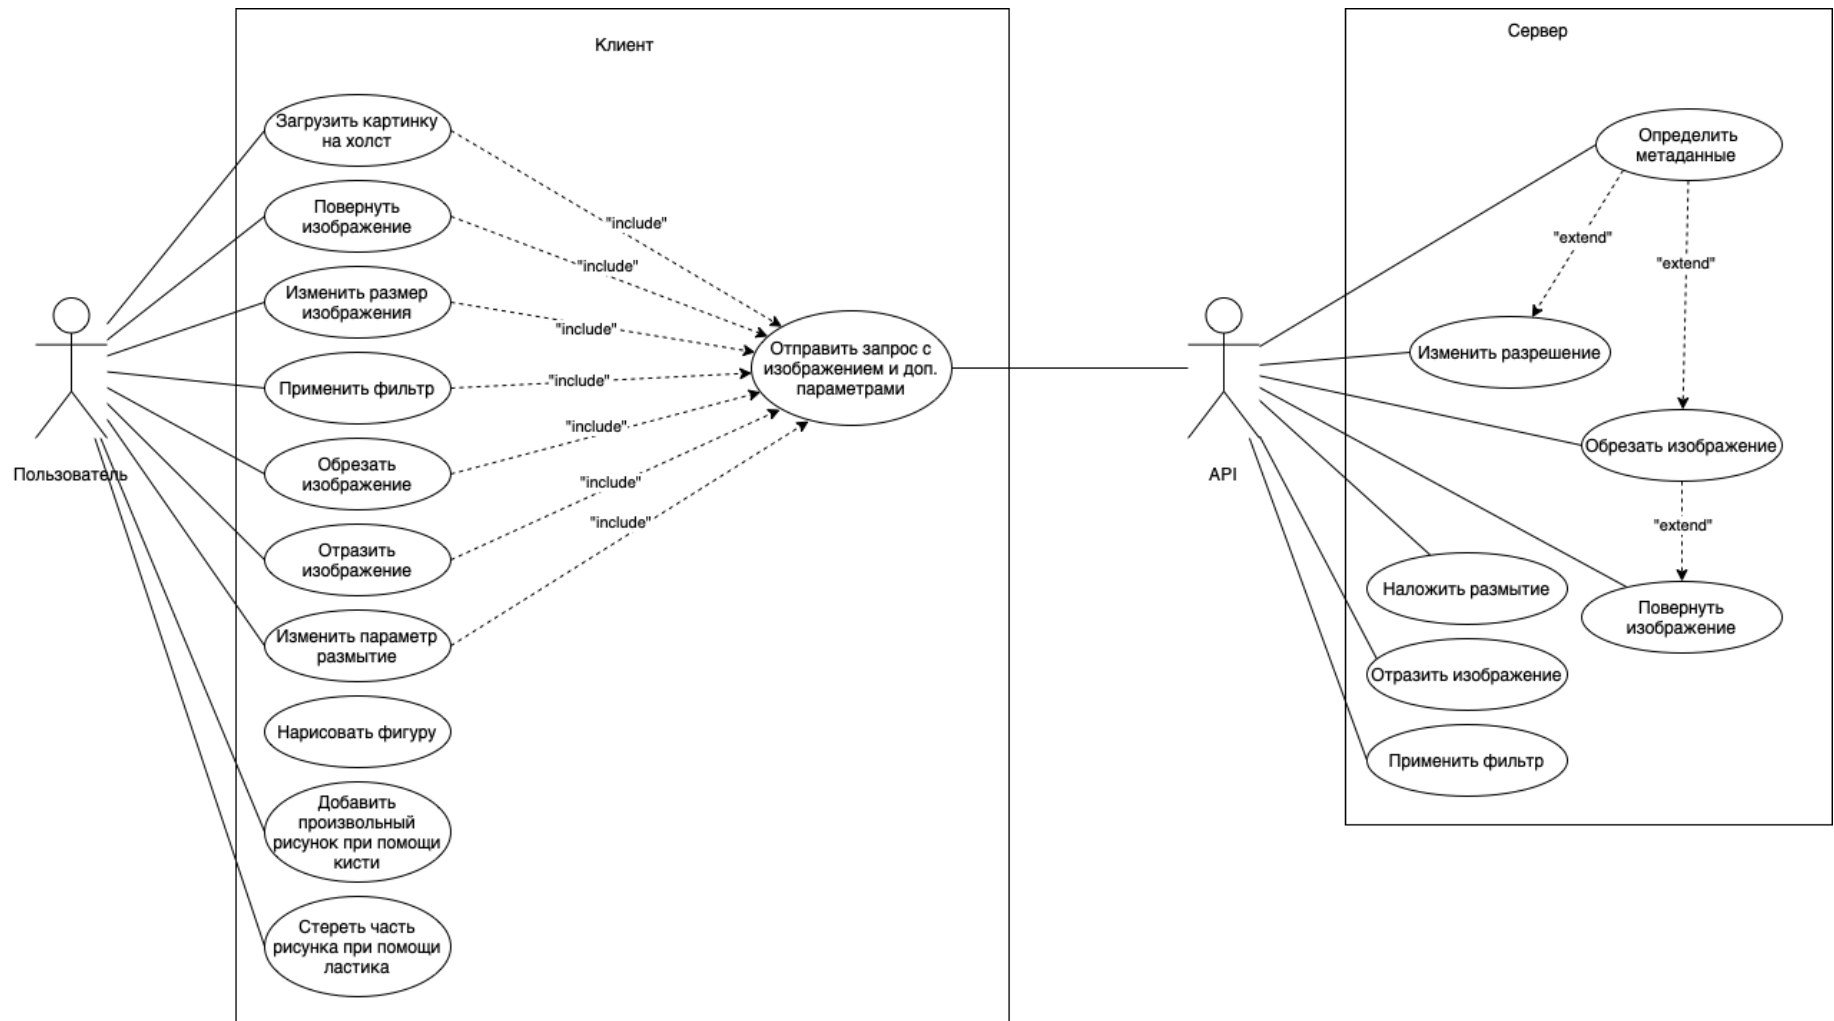 Клиент
Сервер
Загрузить картинку
на холст
Повернуть
изображение
Изменить размер
изображения
Применить фильтр
Обрезать
изображение
Отразить
изображение
Изменить параметр
размытие
Нарисовать фигуру
Добавить
произвольный
рисунок при помощи
кисти
Стереть часть
рисунка при помощи
ластика
Пользователь
"include"
"include"
"include"
"include"
"include"
"include"
"include"
Отправить запрос с
изображением и доп.
параметрами
API
Определить
метаданные
"extend"
"extend"
Изменить разрешение
Обрезать изображение
"extend"
Наложить размытие
Повернуть
изображение
Отразить изображение
Применить фильтр